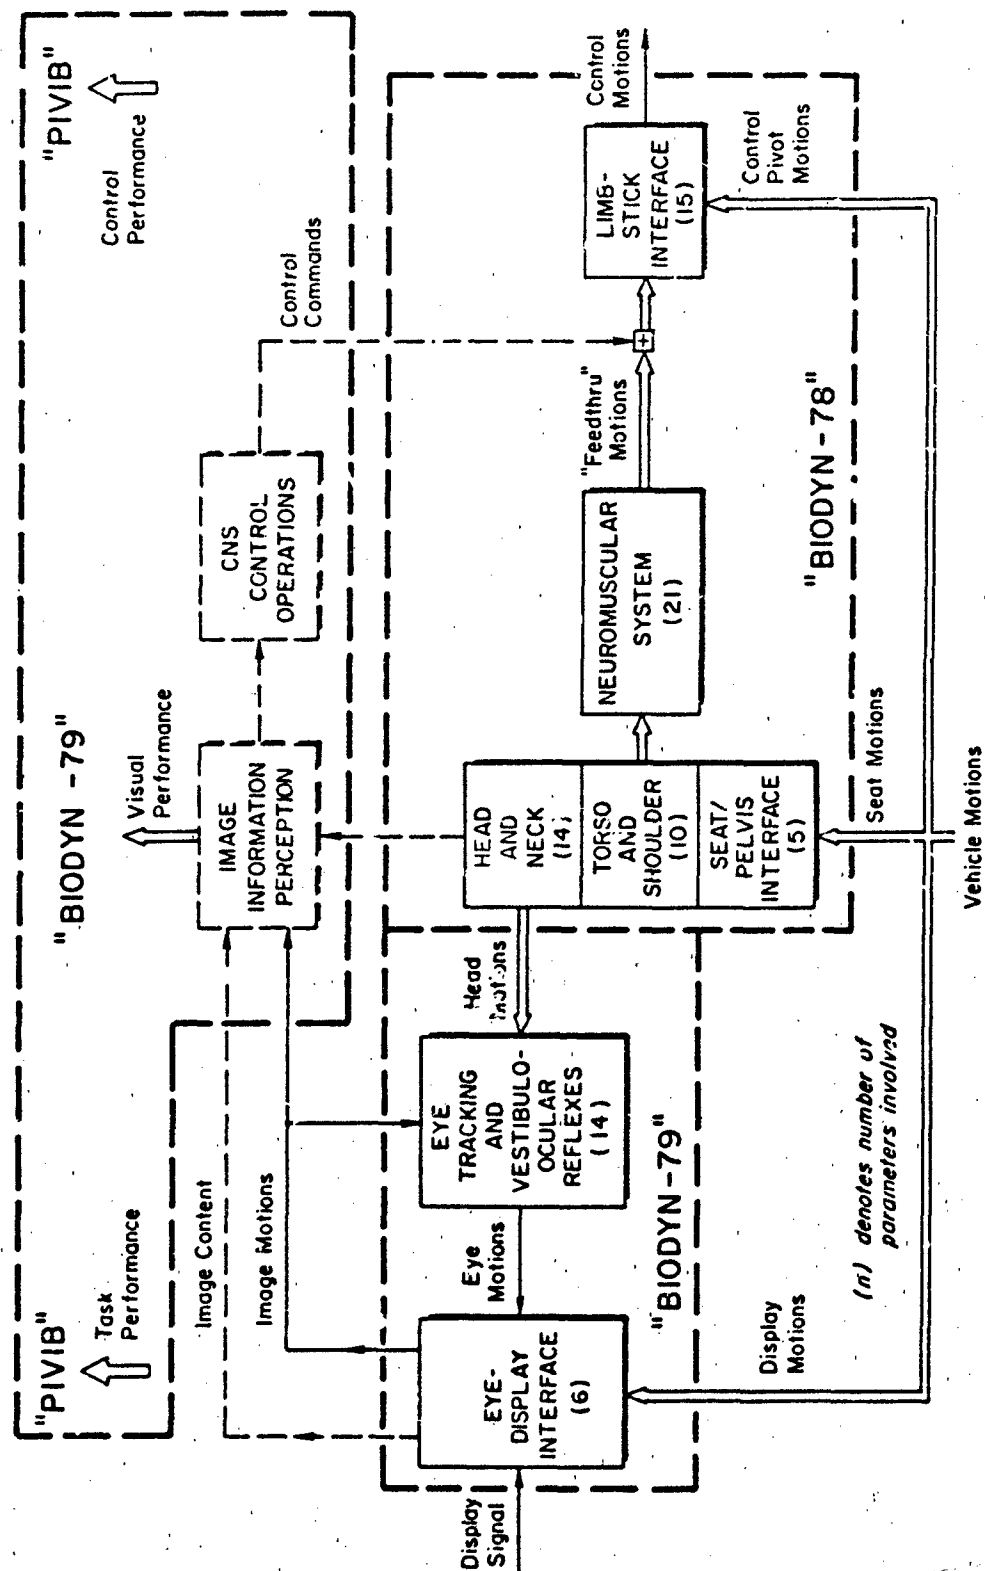 "PIVIB"
Task
Performance
"BIODYN-79"
Visual
Performance
"PIVIB"
Control
Performance
Image Content
Image Motions
IMAGE
INFORMATION
PERCEPTION
CNS
CONTROL
OPERATIONS
Control
Commands
Display
Signal
EYE-
DISPLAY
INTERFACE
(6)
Eye
Motions
EYE
TRACKING
AND
VESTIBULO-
OCULAR
REFLEXES
(14)
Head
Motions
HEAD
AND
NECK
(14)
TORSO
AND
SHOULDER
(10)
SEAT/
PELVIS
INTERFACE
(5)
NEUROMUSCULAR
SYSTEM
(21)
"Feedthru"
Motions
+
LIMB-
STICK
INTERFACE
(15)
Control
Motions
Control
Pivot
Motions
"BIODYN-79"
"BIODYN-78"
Display
Motions
Seat Motions
(n) denotes number of
parameters involved
Vehicle Motions